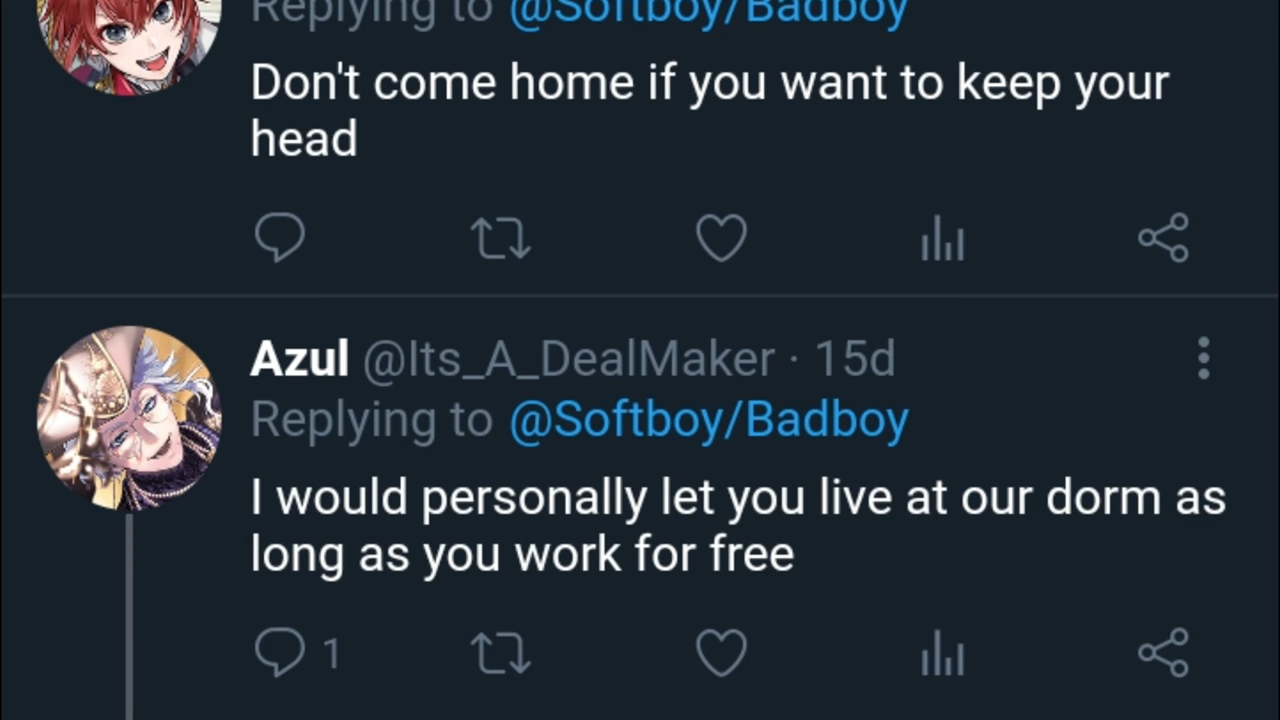 Replying to @Softboy/Badboy
Don't come home if you want to keep your
head
Azul @Its_A_DealMaker · 15d
Replying to @Softboy/Badboy
I would personally let you live at our dorm as
long as you work for free
1